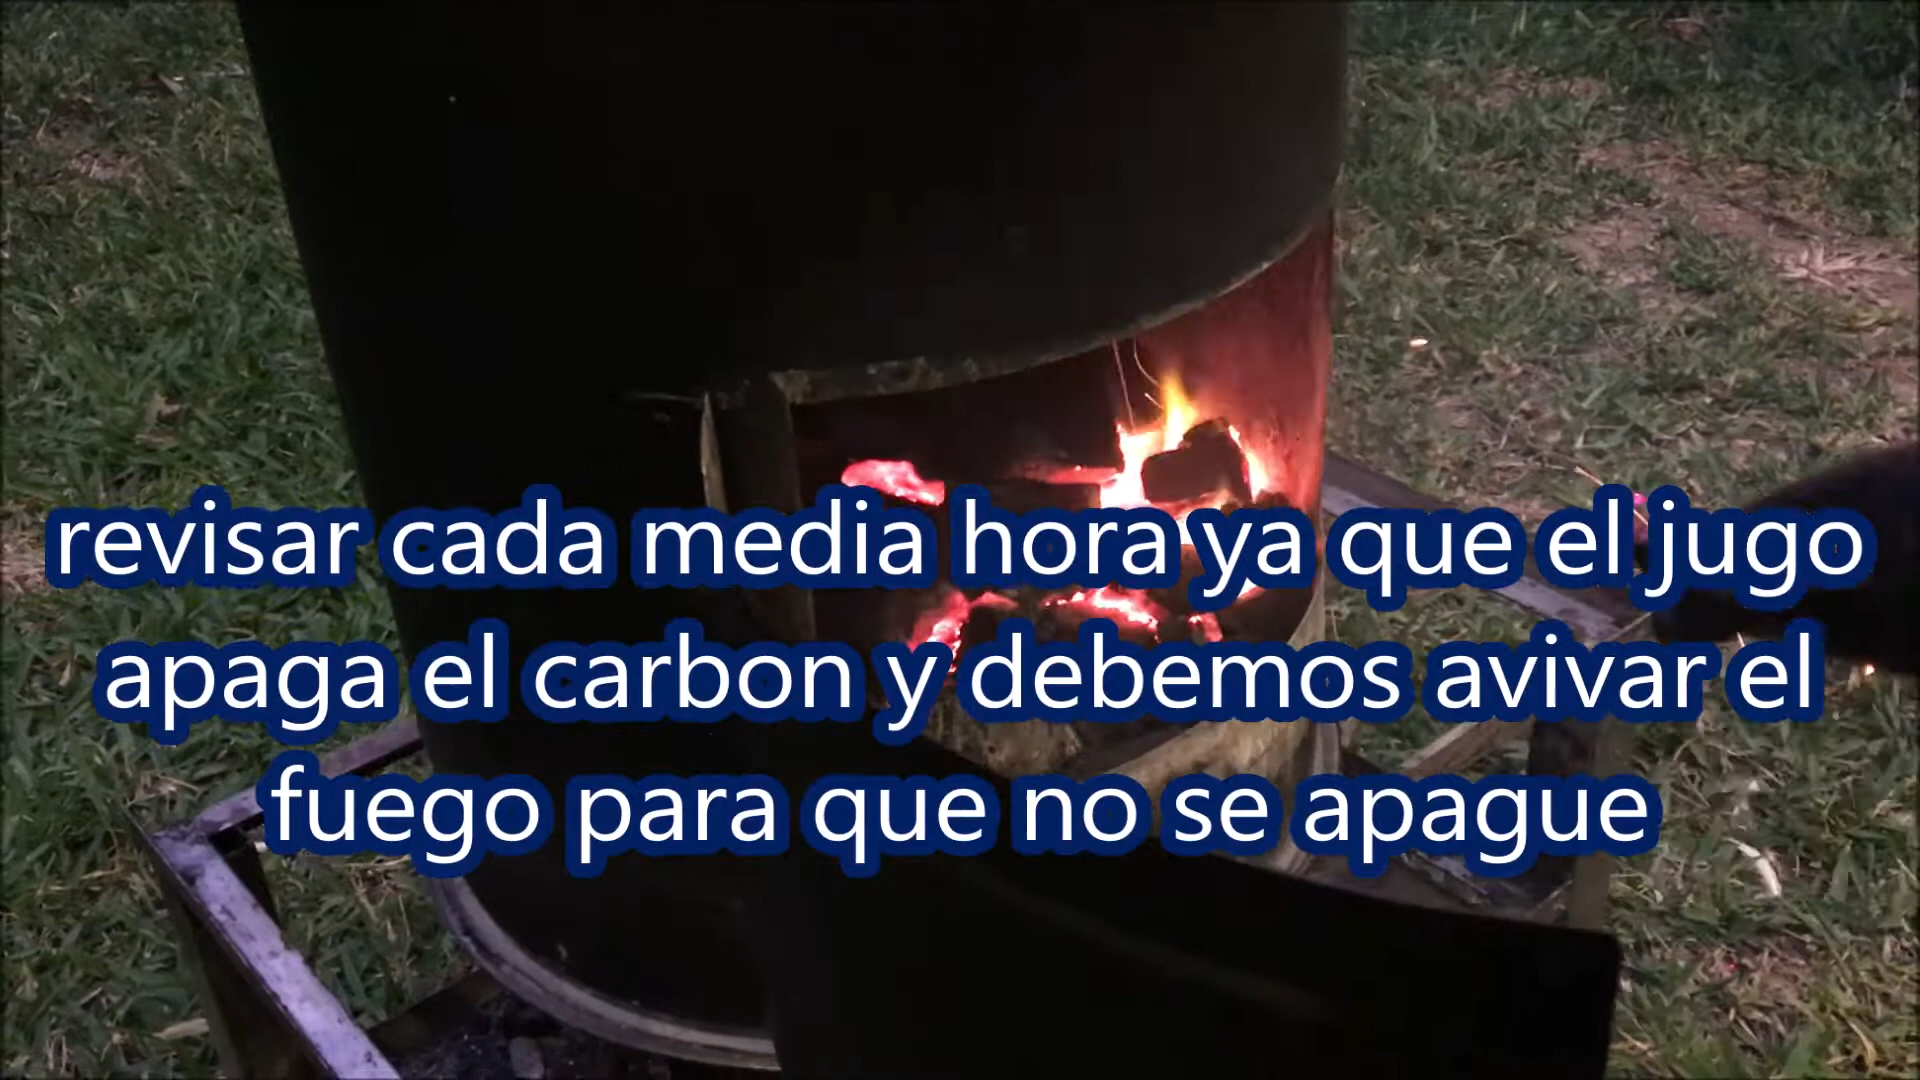 revisar cada media hora ya que el jugo
apaga el carbon y debemos avivar el
fuego para que no se apague